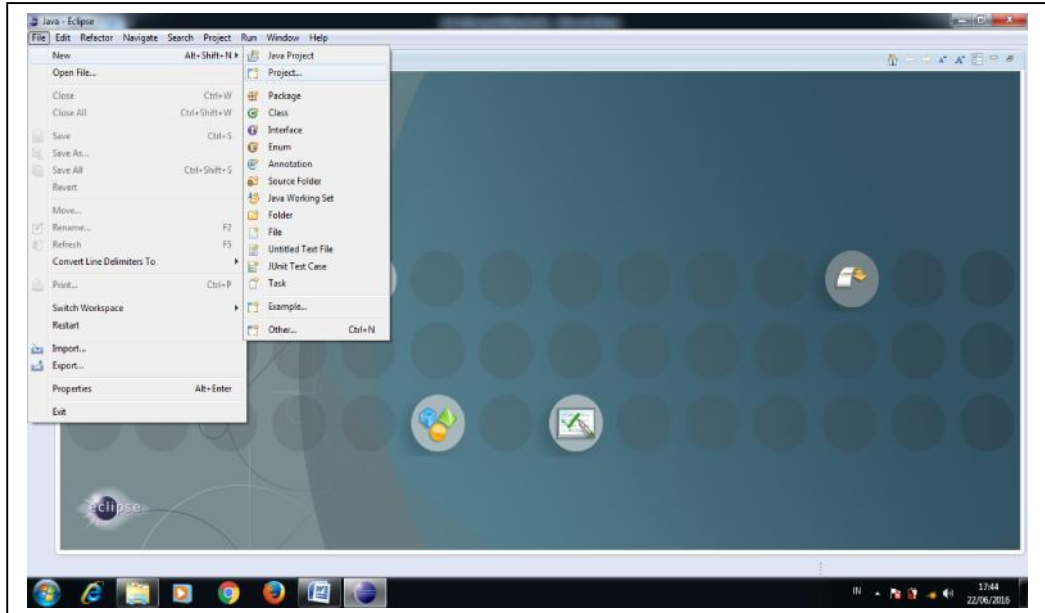 Java - Eclipse
File Edit Refactor Navigate Search Project Run Window Help
New Alt+Shift+N
Open File...
Close Ctrl+W
Close All Ctrl+Shift+W
Save Ctrl+S
Save As...
Save All Ctrl+Shift+S
Revert
Move...
Rename... F2
Refresh F5
Convert Line Delimiters To
Print... Ctrl+P
Switch Workspace
Restart
Import...
Export...
Properties Alt+Enter
Exit
Java Project
Project...
Package
Class
Interface
Enum
Annotation
Source Folder
Java Working Set
Folder
File
Untitled Text File
JUnit Test Case
Task
Example...
Other... Ctrl+N
eclipse
IN
17:44
22/06/2016